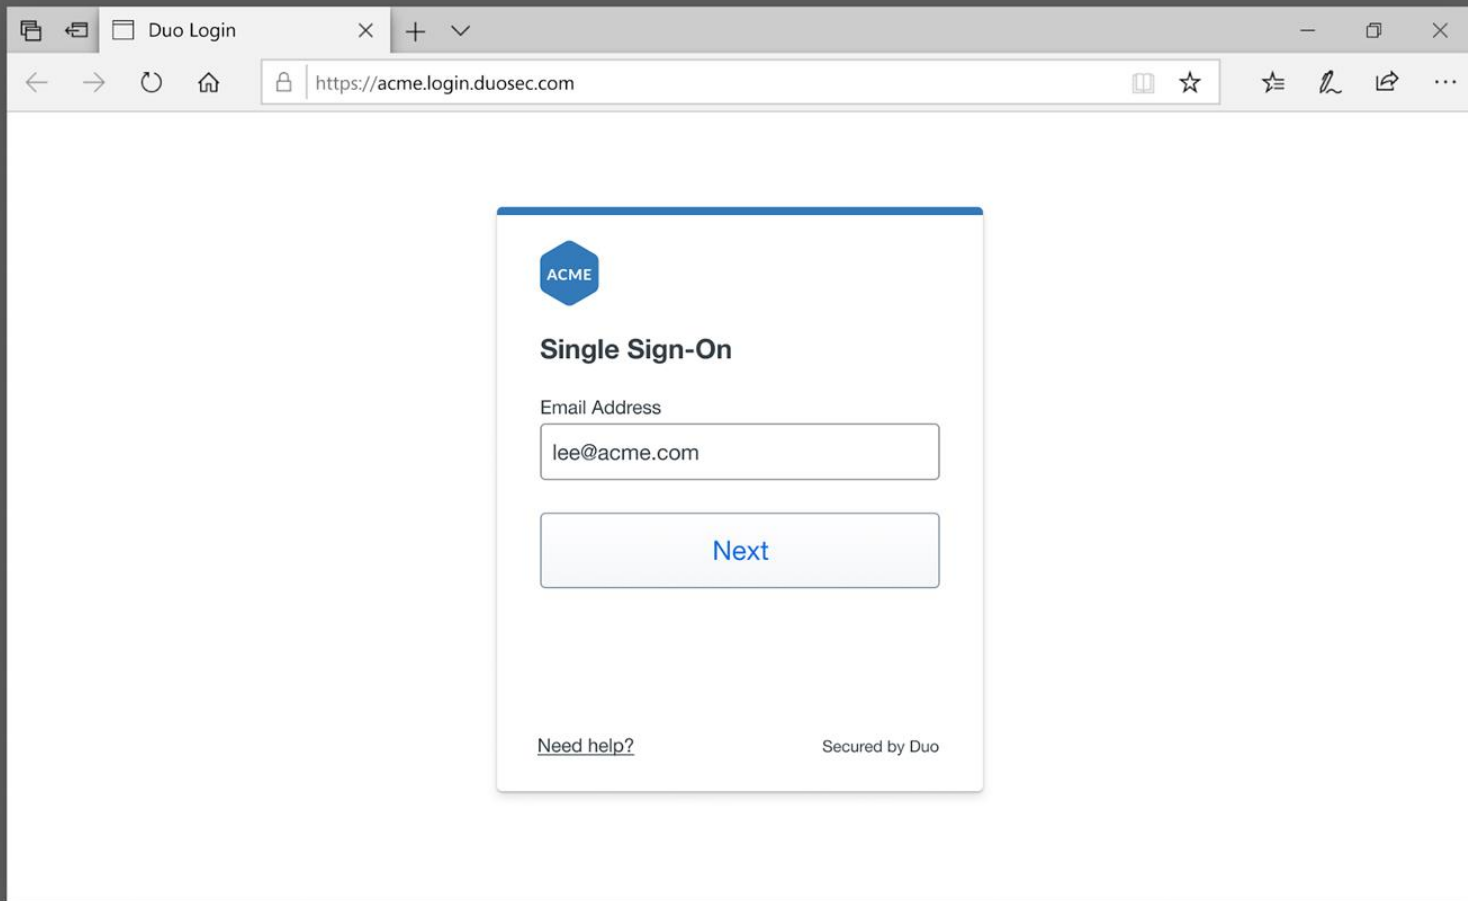 Duo Login
https://acme.login.duosec.com
ACME
Single Sign-On
Email Address
lee@acme.com
Next
Need help? Secured by Duo